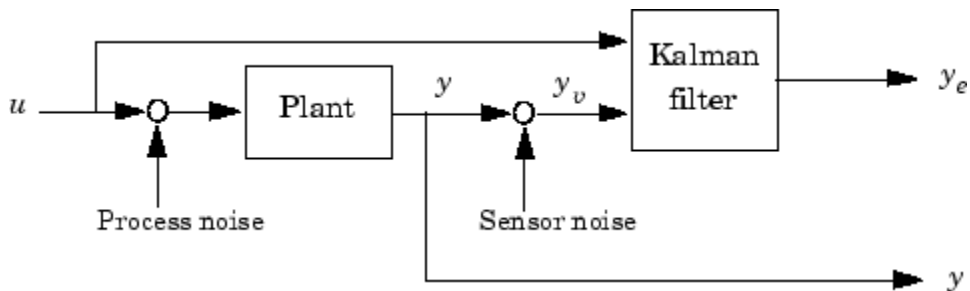 Kalman
filter
y_e
y
y_v
u
Plant
Process noise
Sensor noise
y